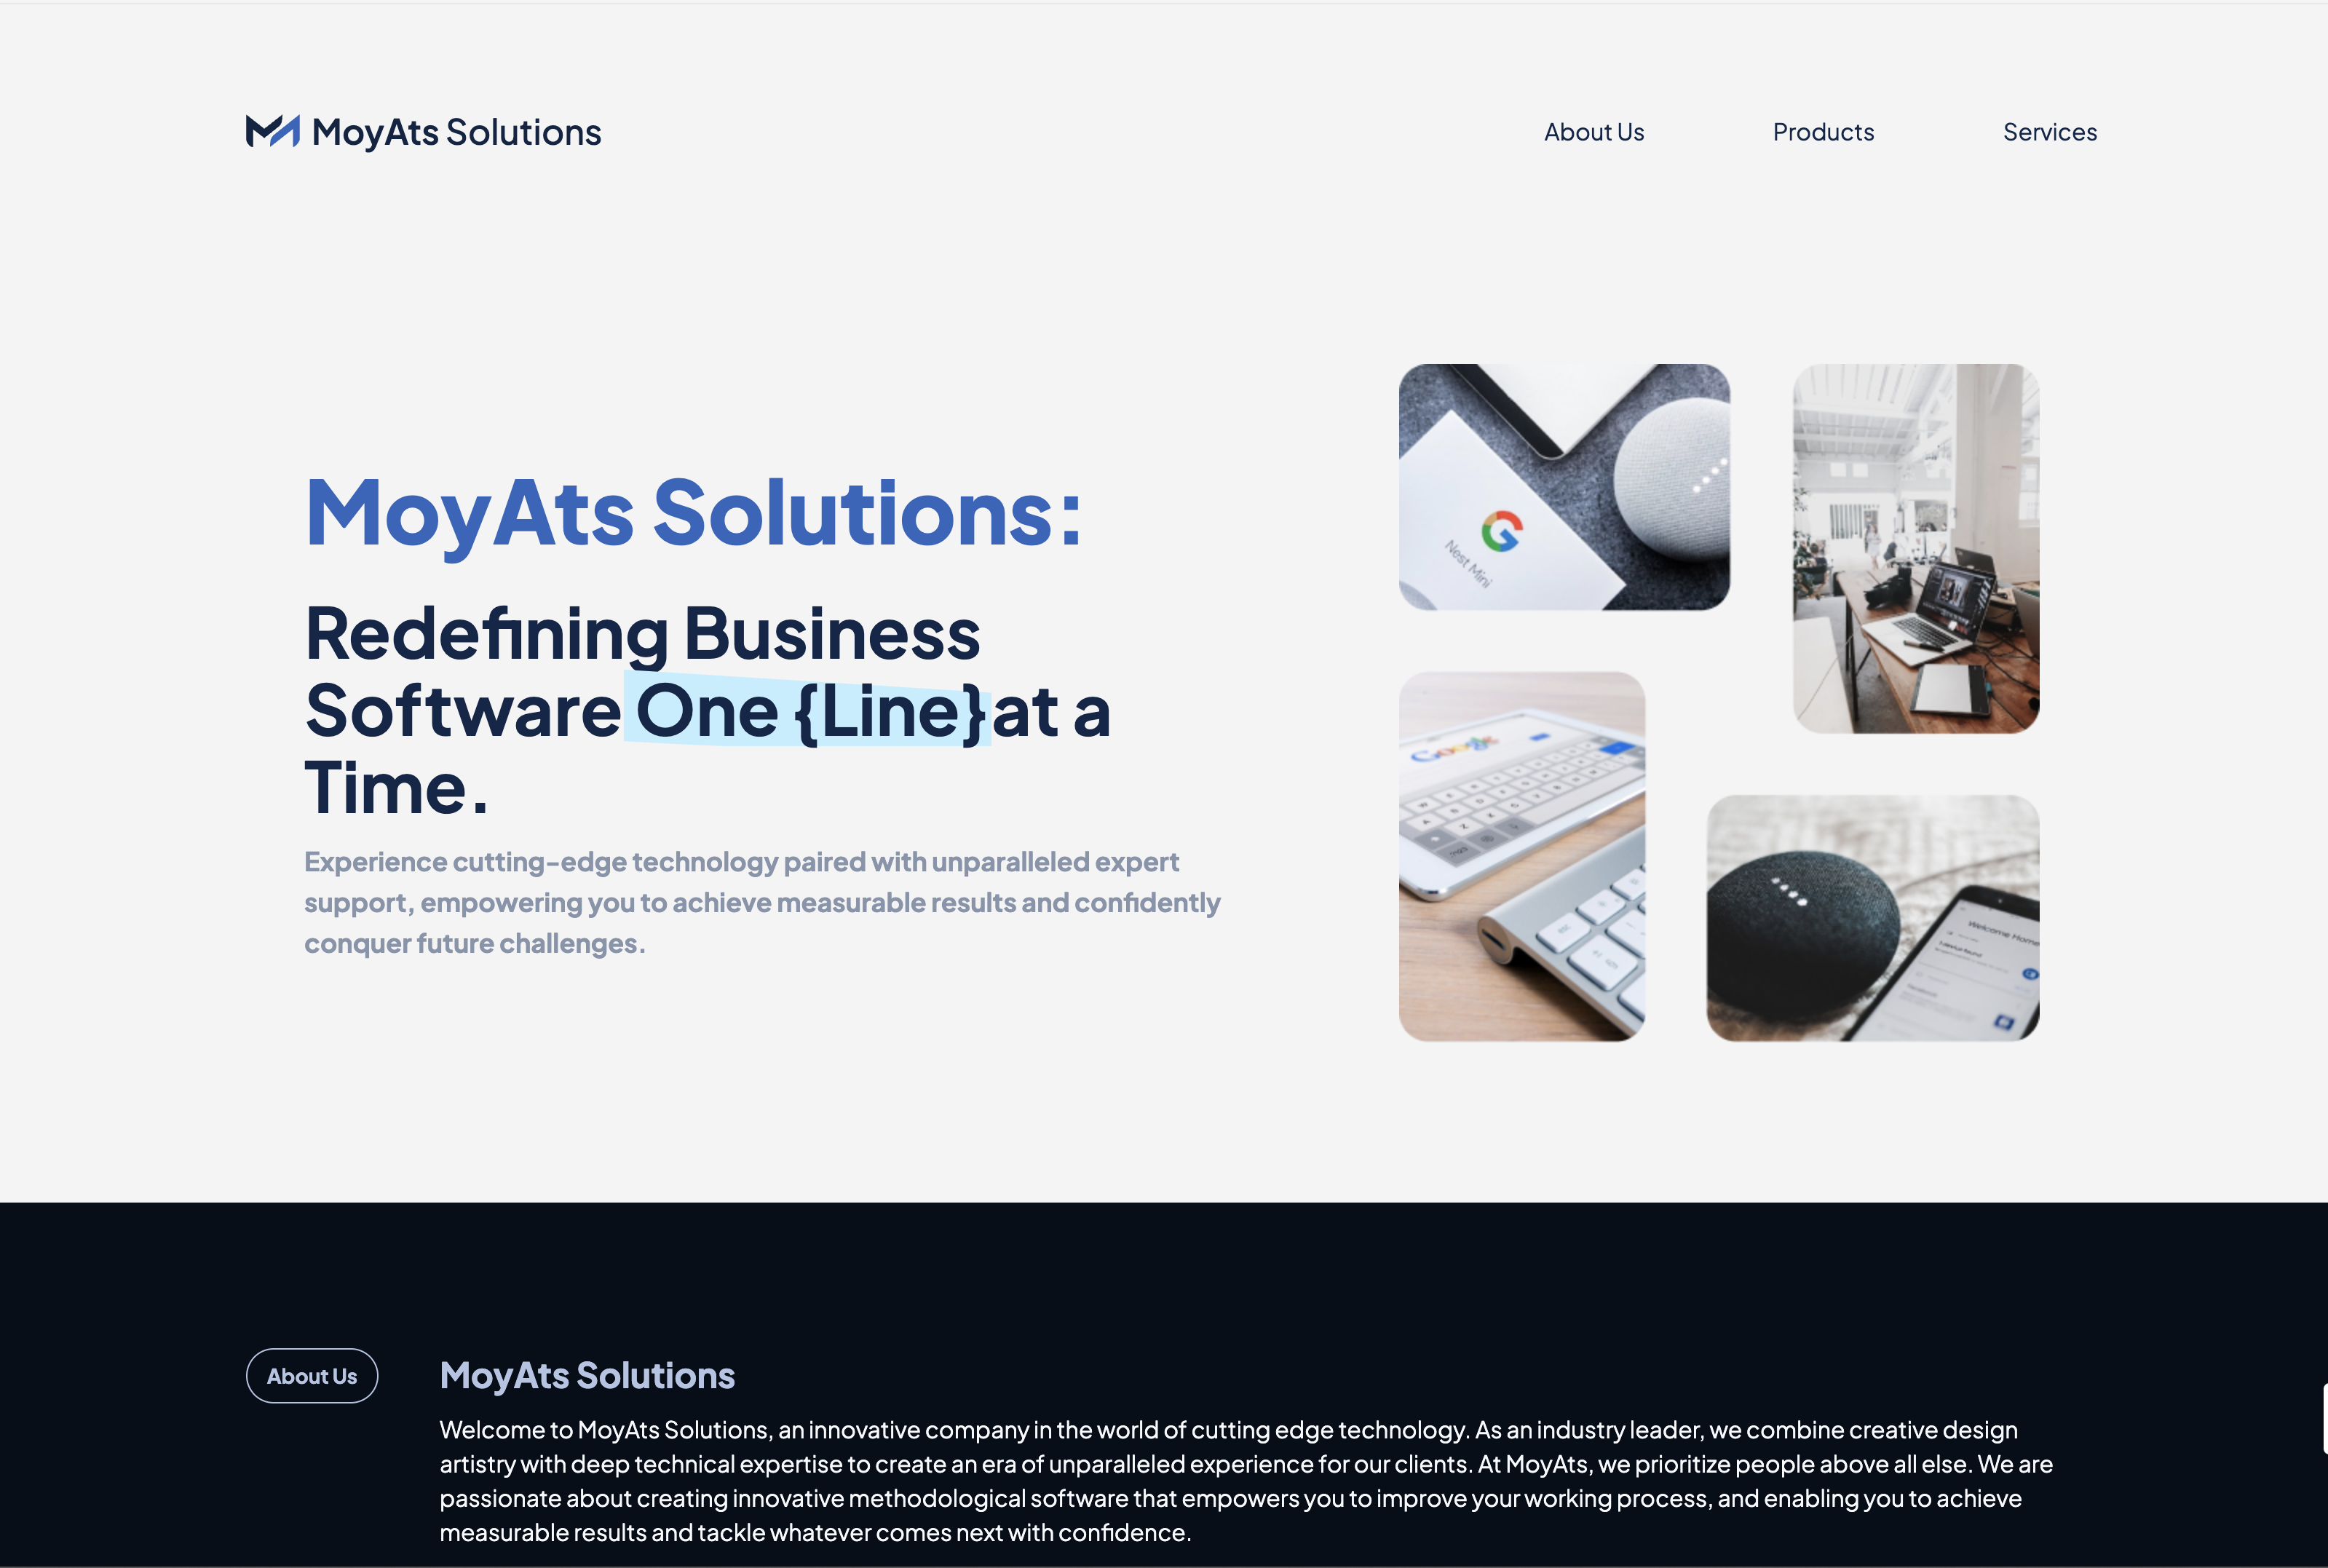 MoyAts Solutions
About Us
Products
Services
MoyAts Solutions:
Redefining Business
Software One {Line} at a
Time.
Experience cutting-edge technology paired with unparalleled expert
support, empowering you to achieve measurable results and confidently
conquer future challenges.
G
Nest Mini
Google
Welcome Home
About Us
MoyAts Solutions
Welcome to MoyAts Solutions, an innovative company in the world of cutting edge technology. As an industry leader, we combine creative design
artistry with deep technical expertise to create an era of unparalleled experience for our clients. At MoyAts, we prioritize people above all else. We are
passionate about creating innovative methodological software that empowers you to improve your working process, and enabling you to achieve
measurable results and tackle whatever comes next with confidence.